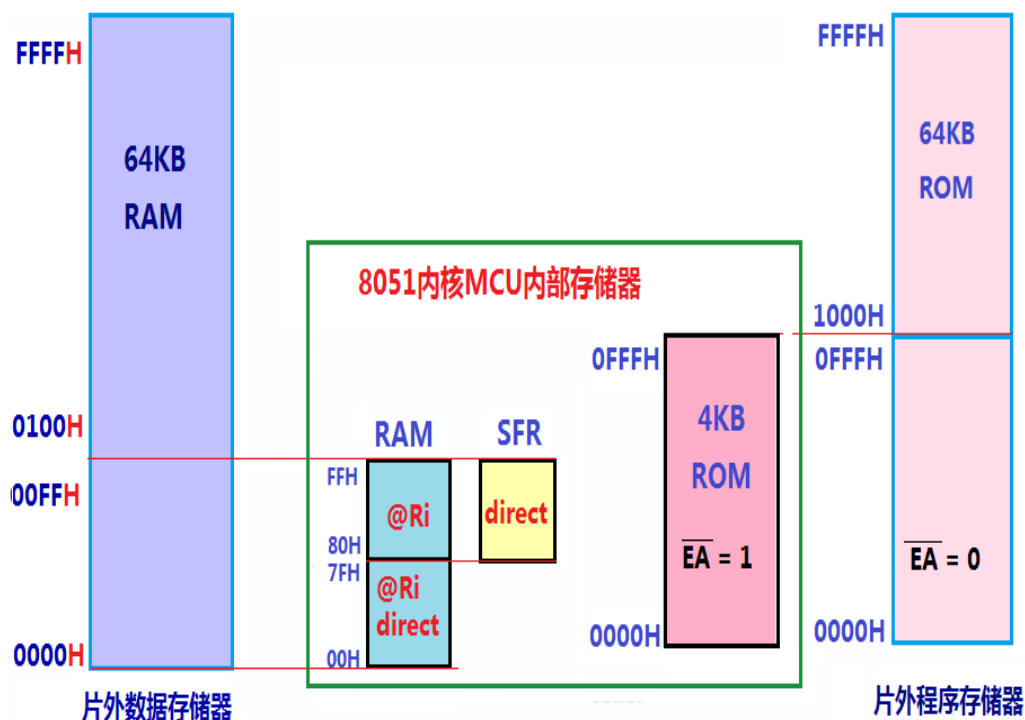 FFFFH
64KB
RAM
0100H
00FFH
0000H
片外数据存储器
8051内核MCU内部存储器
RAM
SFR
FFH
@Ri
80H
7FH
@Ri
direct
00H
direct
0FFFH
4KB
ROM
EA = 1
0000H
FFFFH
64KB
ROM
1000H
0FFFH
EA = 0
0000H
片外程序存储器